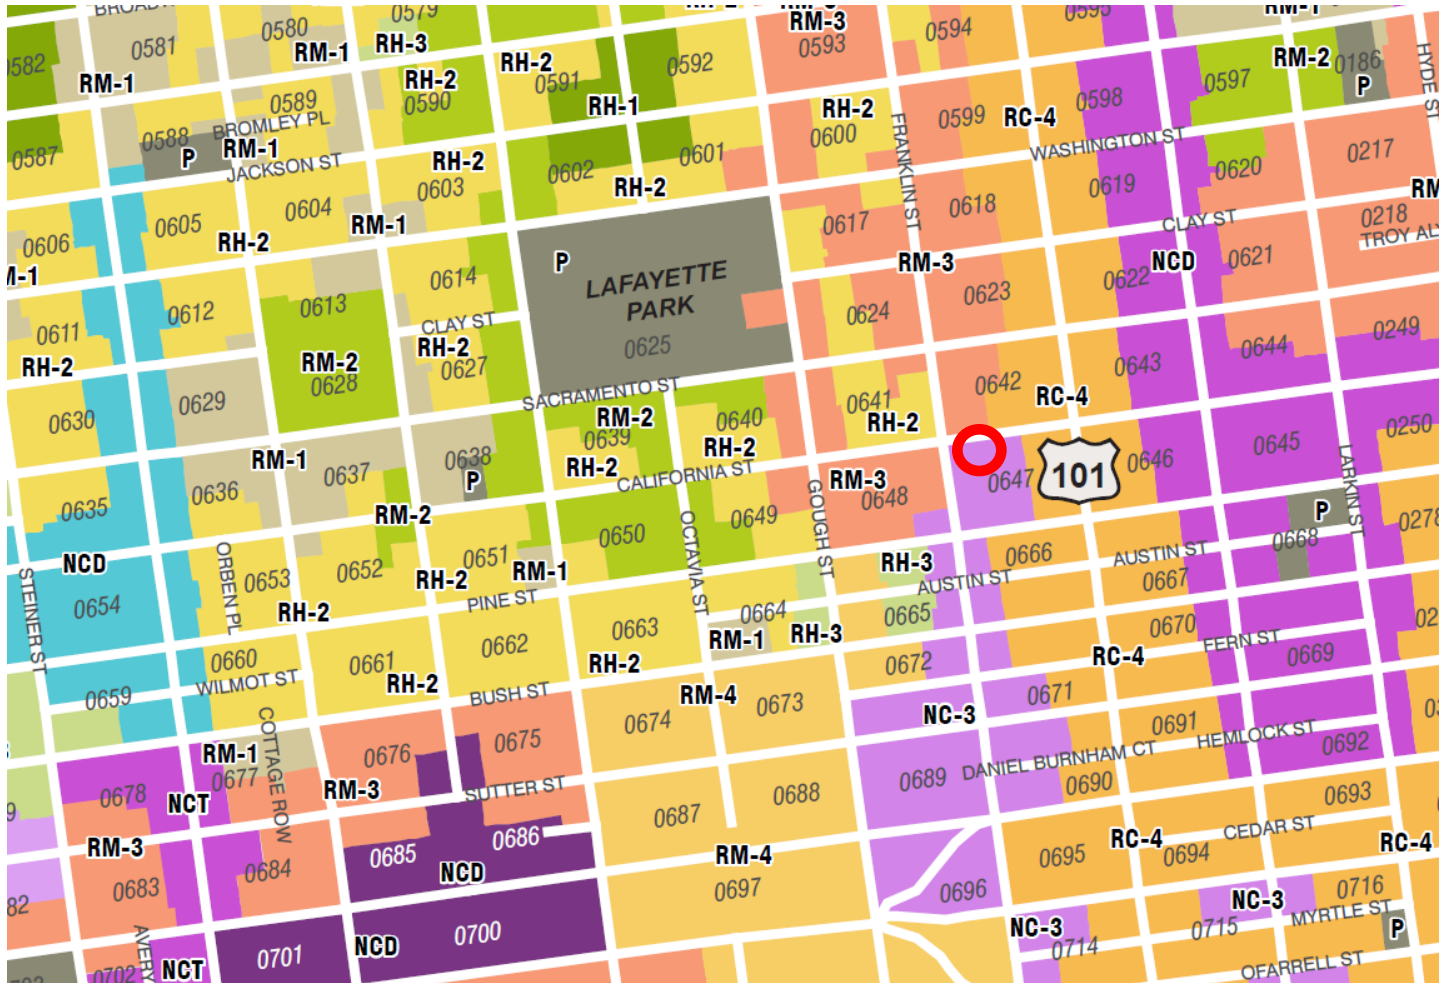 0579
RM-3
RM-1
0580
0594
0595
0581
RM-1
RH-3
RM-3
0593
0582
RH-2
0592
RM-2
0186
HYDE ST
RM-1
RH-2
0591
0597
P
0589
0590
RH-1
RH-2
0598
0599
RC-4
0588
BROMLEY PL
0600
FRANKLIN ST
WASHINGTON ST
0587
P
RM-1
JACKSON ST
RH-2
0602
0601
0217
0603
RH-2
0619
0620
0605
0604
RM-1
0617
0618
CLAY ST
0218
TROY ALY
0606
RH-2
P
LAFAYETTE
PARK
RM-3
NCD
0621
0614
0622
0612
0613
CLAY ST
0624
0623
0611
RH-2
0625
0249
RH-2
RM-2
0628
0627
0643
0644
SACRAMENTO ST
0642
RC-4
0629
RM-2
0640
0641
RH-2
0630
0639
RH-2
0250
RM-1
0638
RH-2
CALIFORNIA ST
0646
0645
LARKIN ST
0637
P
RM-3
0647
101
0636
0648
GOUGH ST
0635
RM-2
0649
P
0278
0650
OCTAVIA ST
0668
NCD
ORBEN PL
0651
RH-3
0666
AUSTIN ST
STEINER ST
0653
0652
RH-2
RM-1
AUSTIN ST
0667
0654
RH-2
PINE ST
0664
0665
0663
RM-1
RH-3
0670
FERN ST
0662
0669
0660
0661
RH-2
0672
RC-4
WILMOT ST
RH-2
BUSH ST
RM-4
0671
0659
0673
NC-3
COTTAGE ROW
0674
0691
HEMLOCK ST
0675
0692
RM-1
0676
DANIEL BURNHAM CT
0677
0689
0690
0678
NCT
RM-3
SUTTER ST
0688
0693
0687
CEDAR ST
RM-3
0685
0686
RM-4
0695
RC-4
0694
RC-4
0684
NCD
0683
0697
0696
0716
NC-3
MYRTLE ST
NC-3
0715
P
AVERY
0701
NCD
0700
0714
0702
NCT
OFARRELL ST